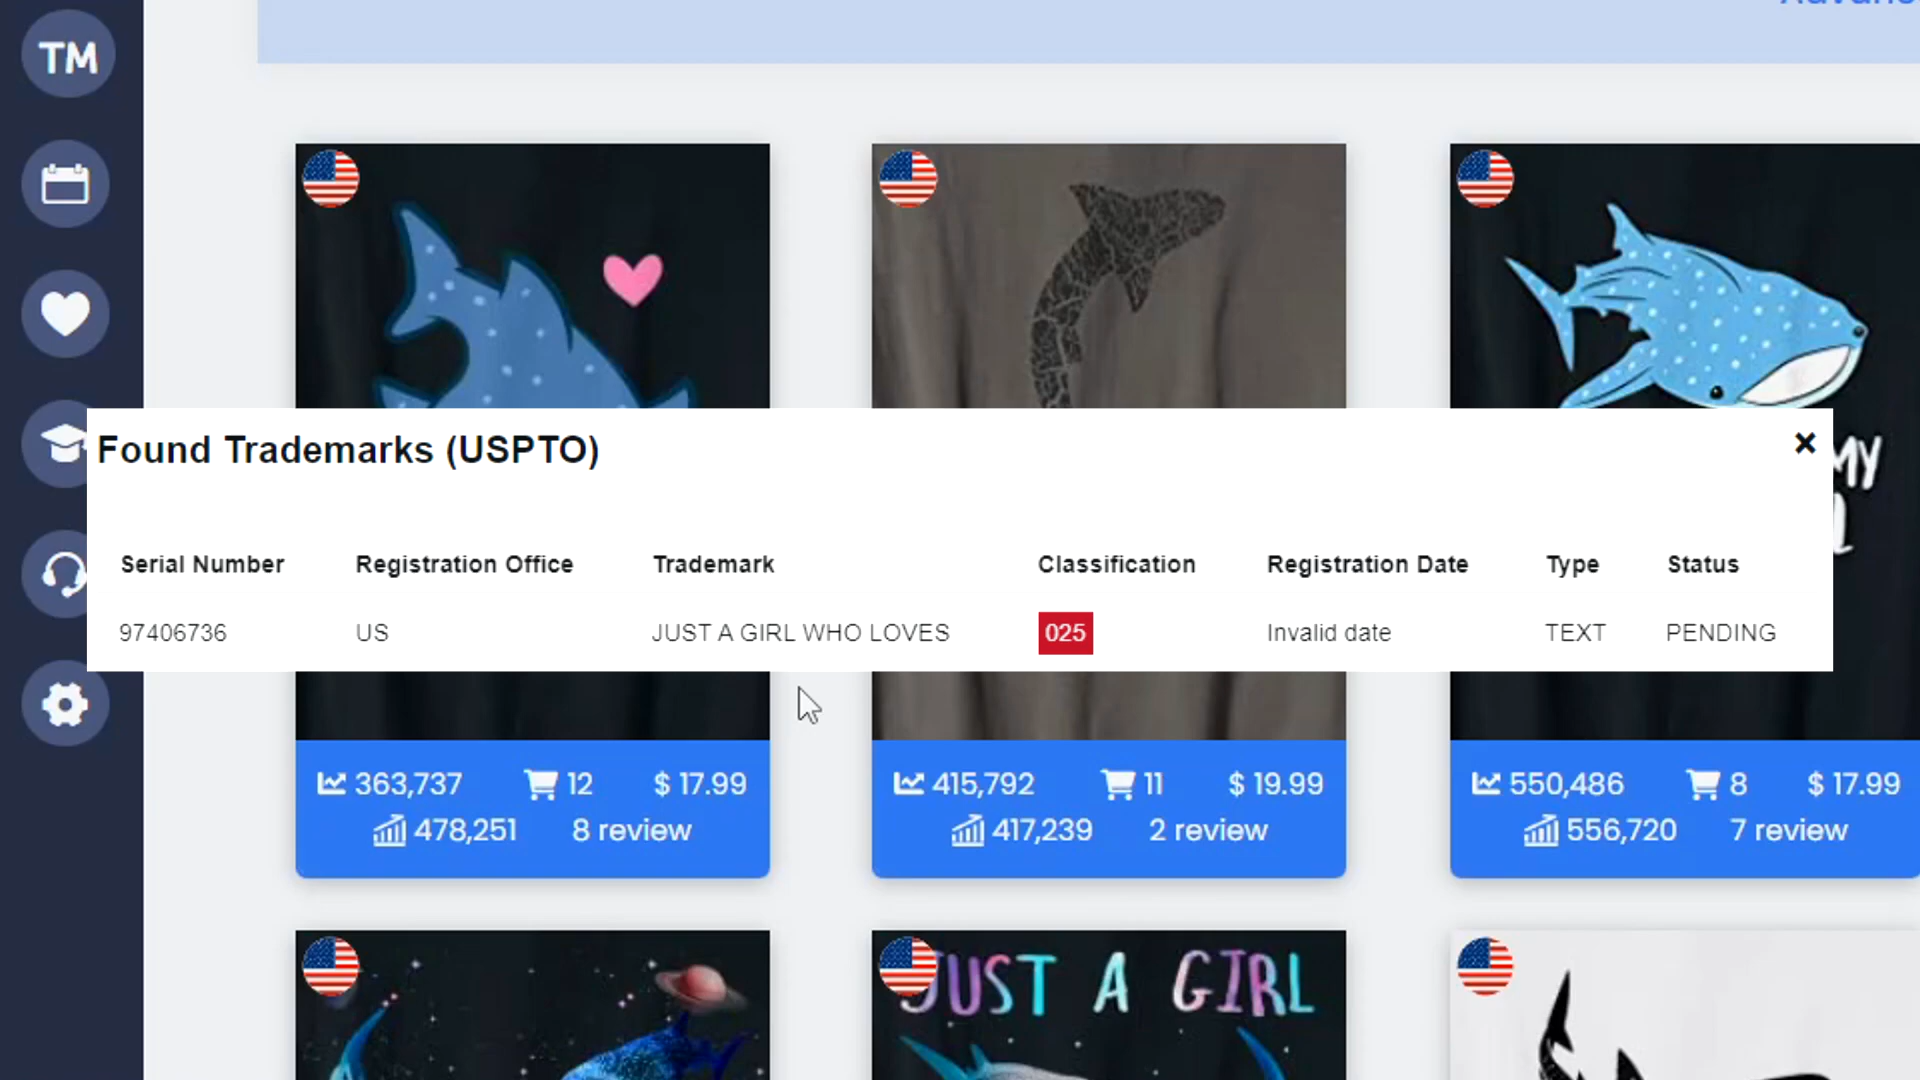 TM
Found Trademarks (USPTO)
Serial Number Registration Office Trademark Classification Registration Date Type Status
97406736 US JUST A GIRL WHO LOVES 025 Invalid date TEXT PENDING
MY
363,737 12 $ 17.99
478,251 8 review
415,792 11 $ 19.99
417,239 2 review
550,486 8 $ 17.99
556,720 7 review
JUST A GIRL